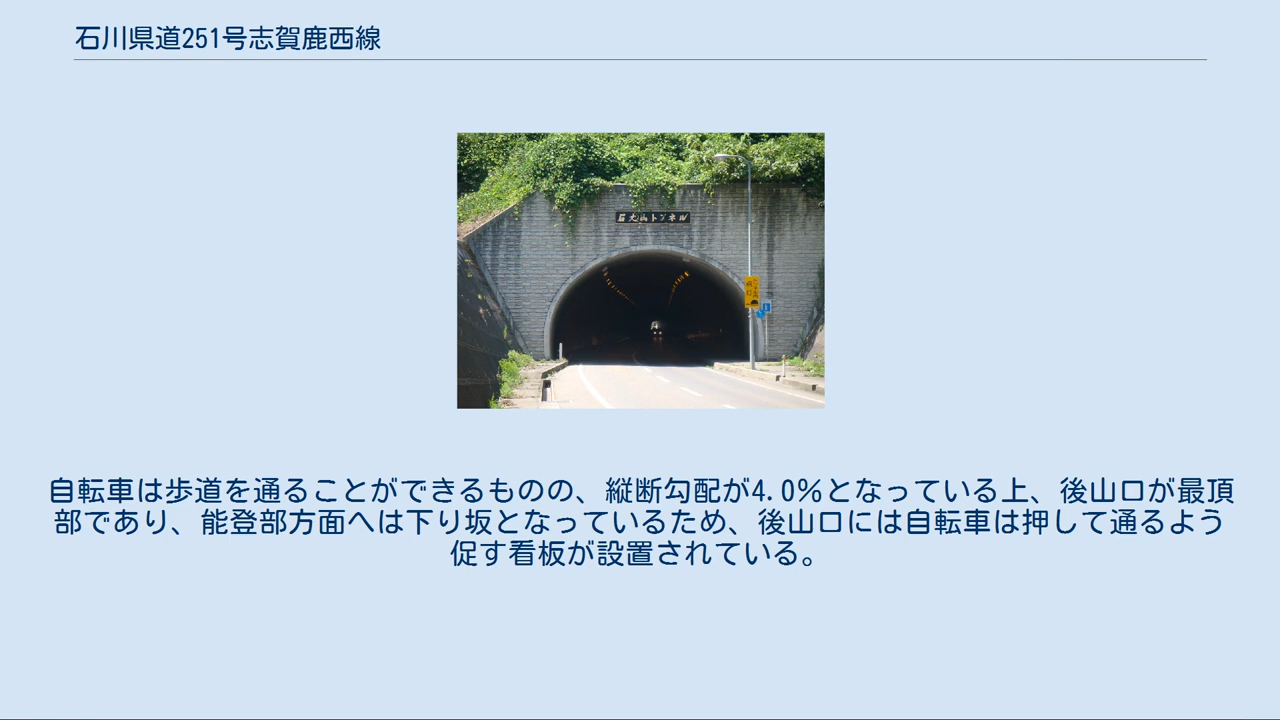 石川県道251号志賀鹿西線
自転車は歩道を通ることができるものの、縦断勾配が4.0％となっている上、後山口が最頂
部であり、能登部方面へは下り坂となっているため、後山口には自転車は押して通るよう
促す看板が設置されている。